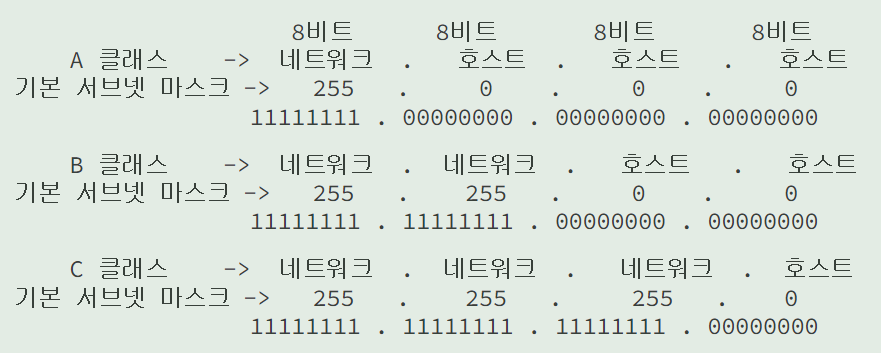 8비트 8비트 8비트 8비트
A 클래스 -> 네트워크 . 호스트 . 호스트 . 호스트
기본 서브넷 마스크 -> 255 . 0 . 0 . 0
11111111 . 00000000 . 00000000 . 00000000
B 클래스 -> 네트워크 . 네트워크 . 호스트 . 호스트
기본 서브넷 마스크 -> 255 . 255 . 0 . 0
11111111 . 11111111 . 00000000 . 00000000
C 클래스 -> 네트워크 . 네트워크 . 네트워크 . 호스트
기본 서브넷 마스크 -> 255 . 255 . 255 . 0
11111111 . 11111111 . 11111111 . 00000000